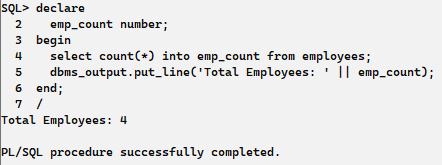 SQL> declare
  2    emp_count number;
  3  begin
  4    select count(*) into emp_count from employees;
  5    dbms_output.put_line('Total Employees: ' || emp_count);
  6  end;
  7  /
Total Employees: 4

PL/SQL procedure successfully completed.